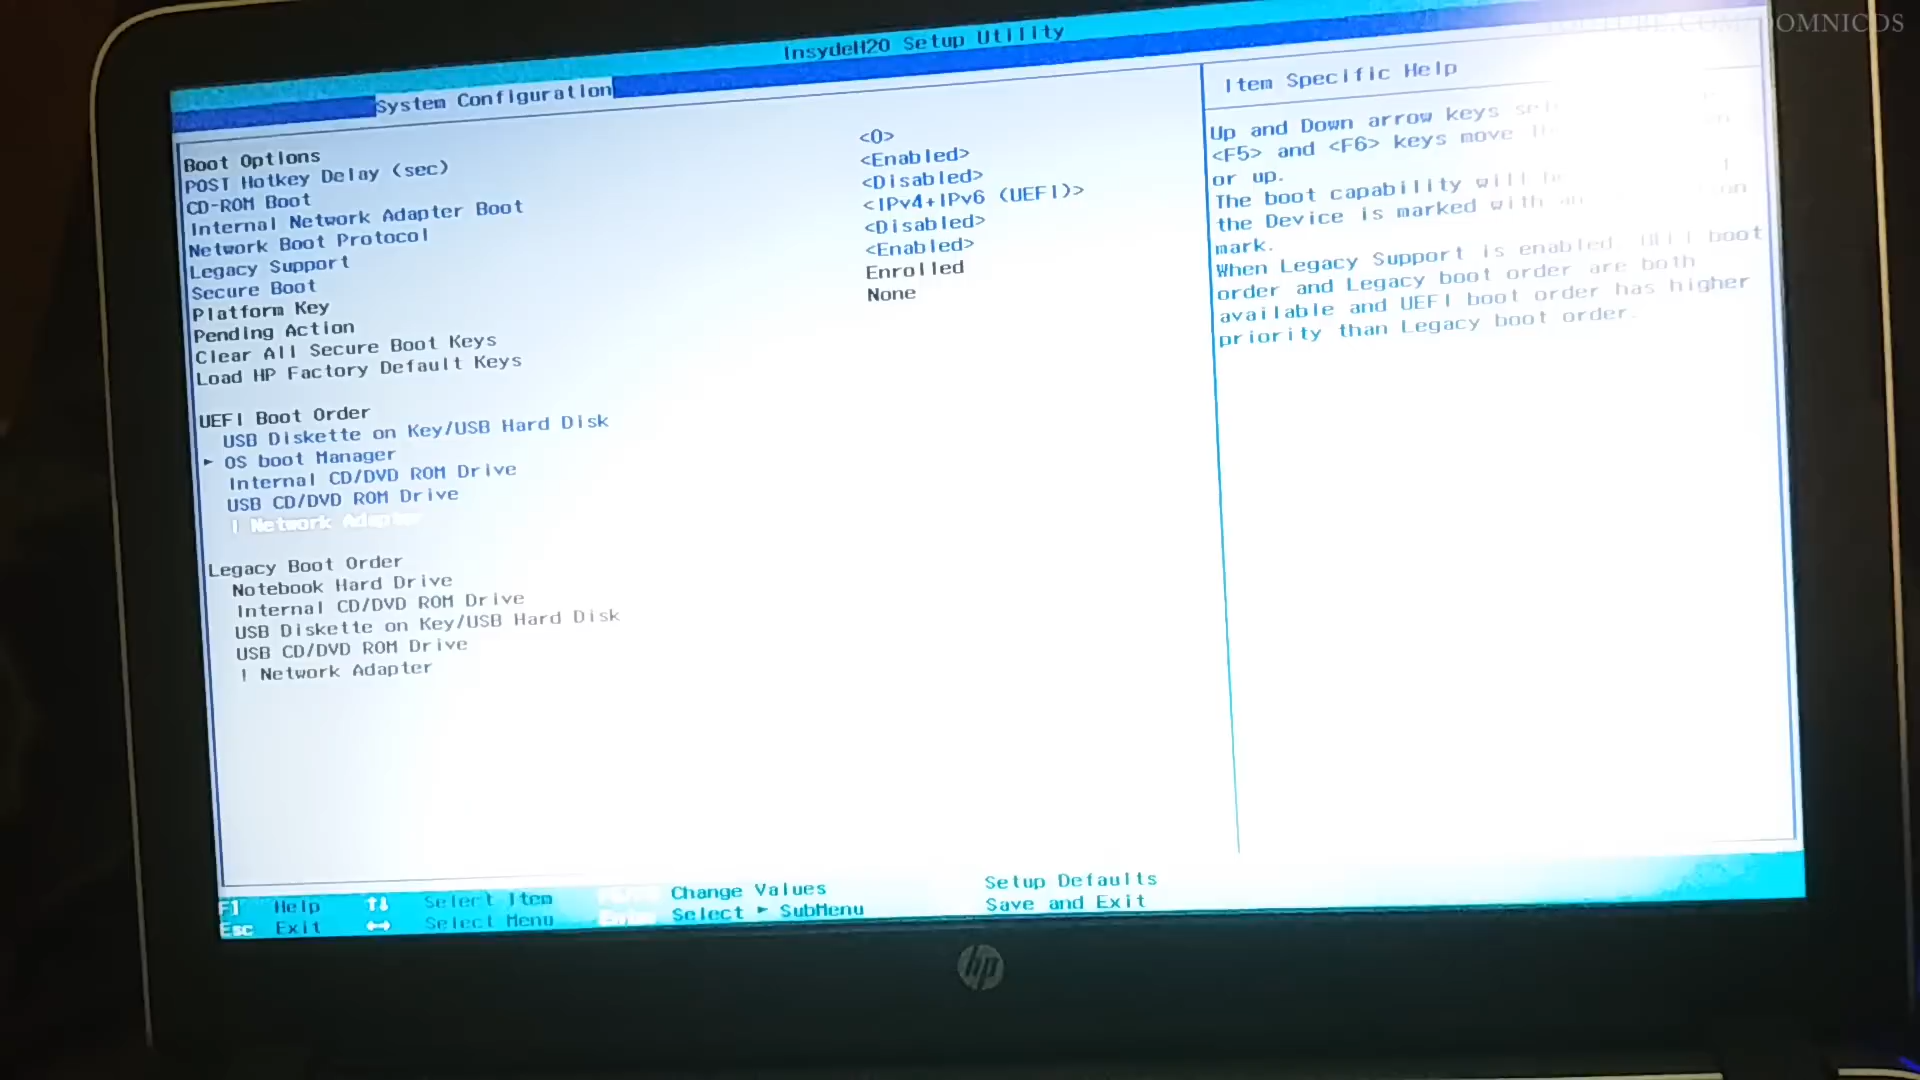 DOMNICDS
InsydeH20 Setup Utility
System Configuration
Item Specific Help
Boot Options
POST Hotkey Delay (sec) <0>
CD-ROM Boot <Enabled>
Internal Network Adapter Boot <Disabled>
Network Boot Protocol <IPv4+IPv6 (UEFI)>
Legacy Support <Disabled>
Secure Boot <Enabled>
Platform Key Enrolled
Pending Action None
Clear All Secure Boot Keys
Load HP Factory Default Keys
UEFI Boot Order
USB Diskette on Key/USB Hard Disk
► OS boot Manager
Internal CD/DVD ROM Drive
USB CD/DVD ROM Drive
! Network Adapter
Legacy Boot Order
Notebook Hard Drive
Internal CD/DVD ROM Drive
USB Diskette on Key/USB Hard Disk
USB CD/DVD ROM Drive
! Network Adapter
Up and Down arrow keys
<F5> and <F6> keys move
or up.
The boot capability will
the Device is marked with
mark.
When Legacy Support is enabled, UEFI boot
order and Legacy boot order are both
available and UEFI boot order has higher
priority than Legacy boot order.
F1 Help ↑↓ Select Item Change Values Setup Defaults
Esc Exit ↔ Select Menu Enter Select ► SubMenu Save and Exit
hp